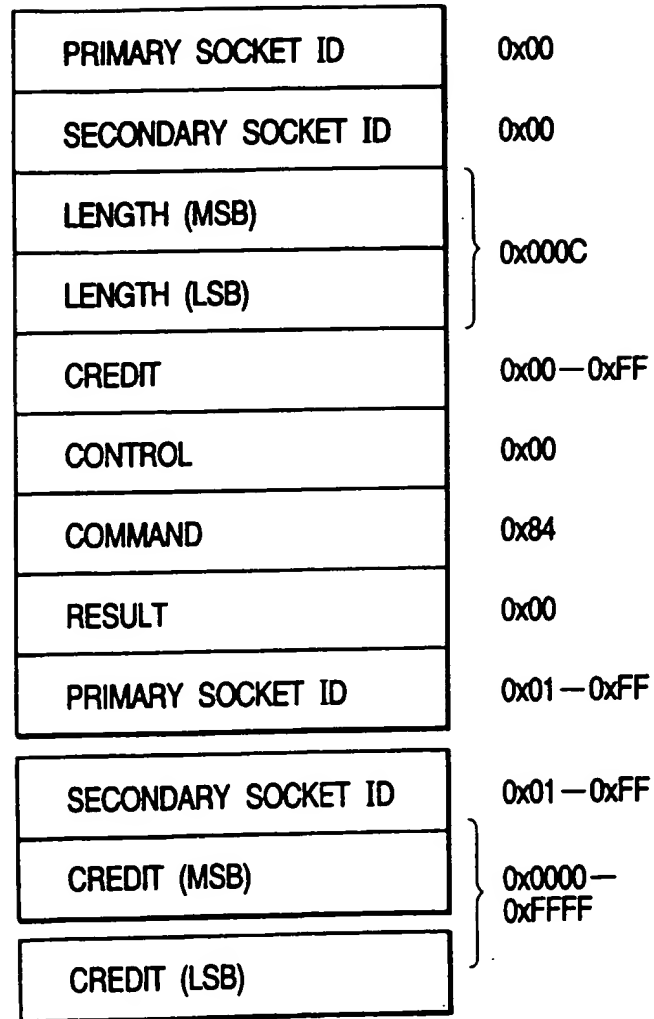 PRIMARY SOCKET ID 0x00
SECONDARY SOCKET ID 0x00
LENGTH (MSB)
0x000C
LENGTH (LSB)
CREDIT 0x00—0xFF
CONTROL 0x00
COMMAND 0x84
RESULT 0x00
PRIMARY SOCKET ID 0x01—0xFF
SECONDARY SOCKET ID 0x01—0xFF
CREDIT (MSB) 0x0000—
0xFFFF
CREDIT (LSB)